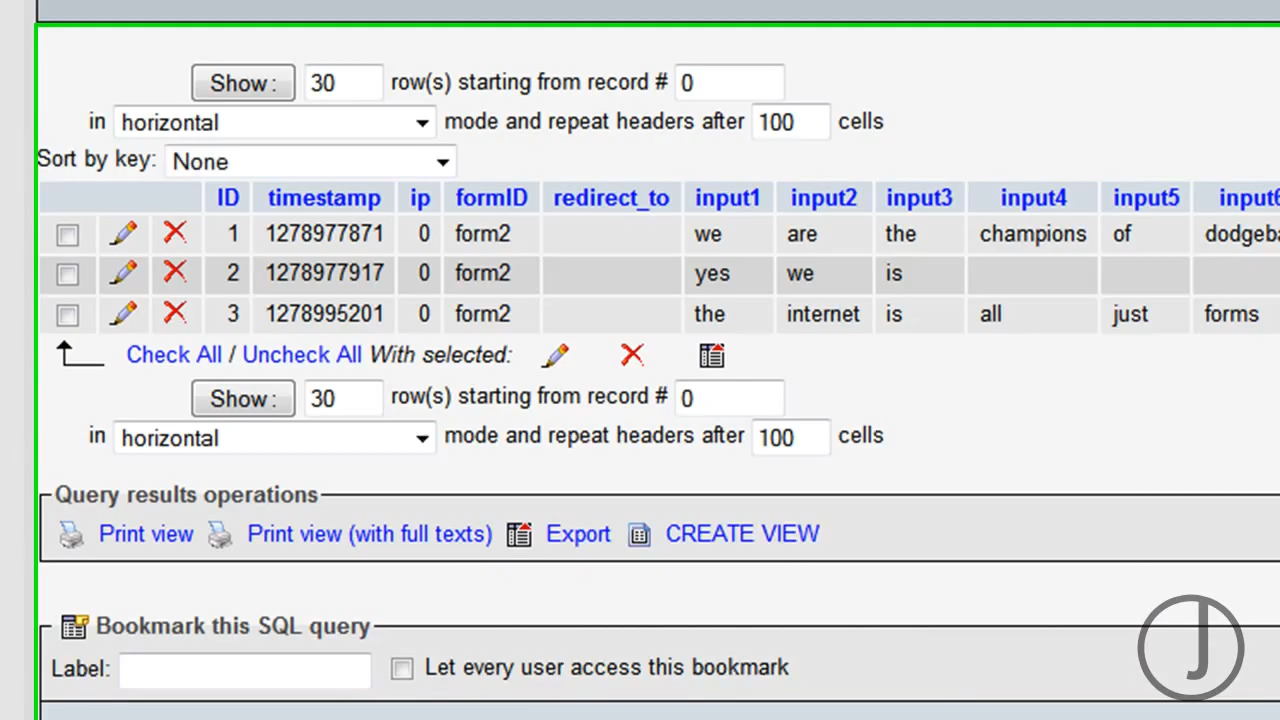 Show : 30 row(s) starting from record # 0
in horizontal mode and repeat headers after 100 cells
Sort by key: None
ID timestamp ip formID redirect_to input1 input2 input3 input4 input5 input6
1 1278977871 0 form2 we are the champions of dodgeba
2 1278977917 0 form2 yes we is
3 1278995201 0 form2 the internet is all just forms
Check All / Uncheck All With selected:
Show : 30 row(s) starting from record # 0
in horizontal mode and repeat headers after 100 cells
Query results operations
Print view Print view (with full texts) Export CREATE VIEW
Bookmark this SQL query
Label: Let every user access this bookmark
J